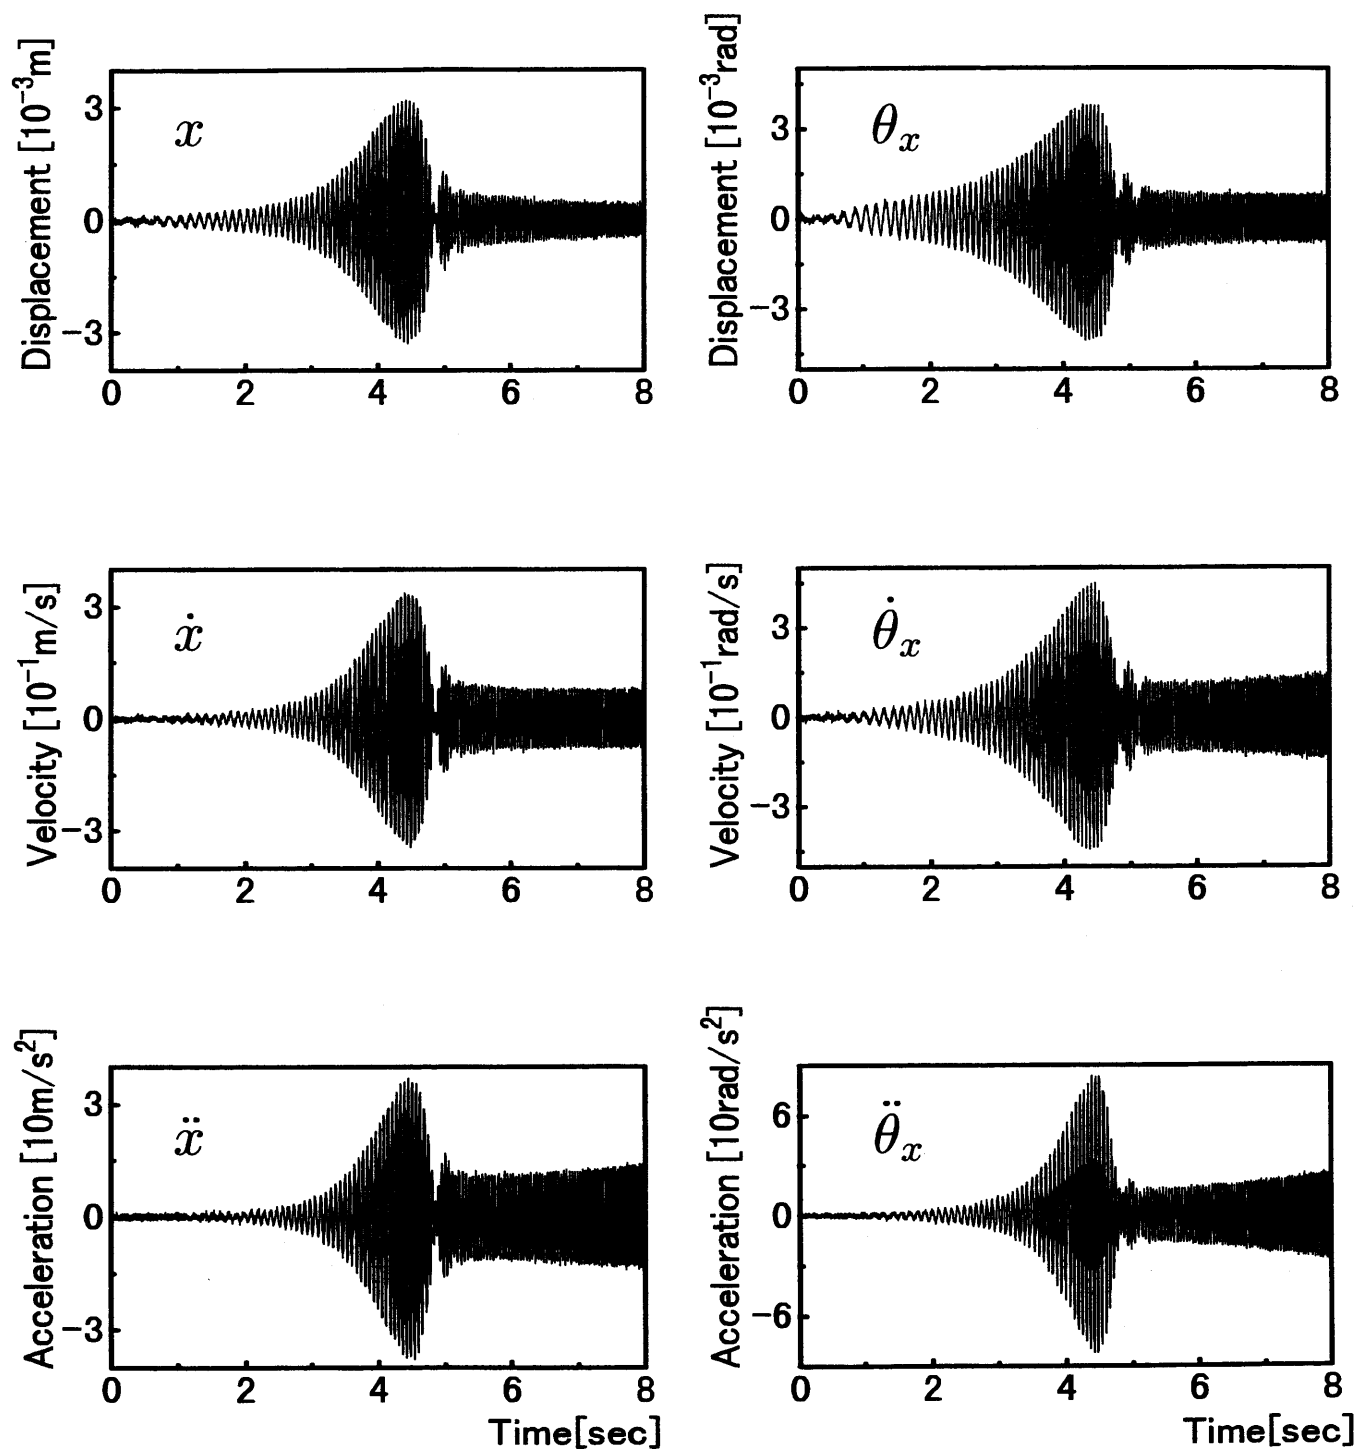 Displacement [10⁻³m]
3
0
−3
x
0 2 4 6 8
Displacement [10⁻³rad]
3
0
−3
θₓ
0 2 4 6 8
Velocity [10⁻¹m/s]
3
0
−3
ẋ
0 2 4 6 8
Velocity [10⁻¹rad/s]
3
0
−3
θ̇ₓ
0 2 4 6 8
Acceleration [10m/s²]
3
0
−3
ẍ
0 2 4 6 8
Time[sec]
Acceleration [10rad/s²]
6
0
−6
θ̈ₓ
0 2 4 6 8
Time[sec]